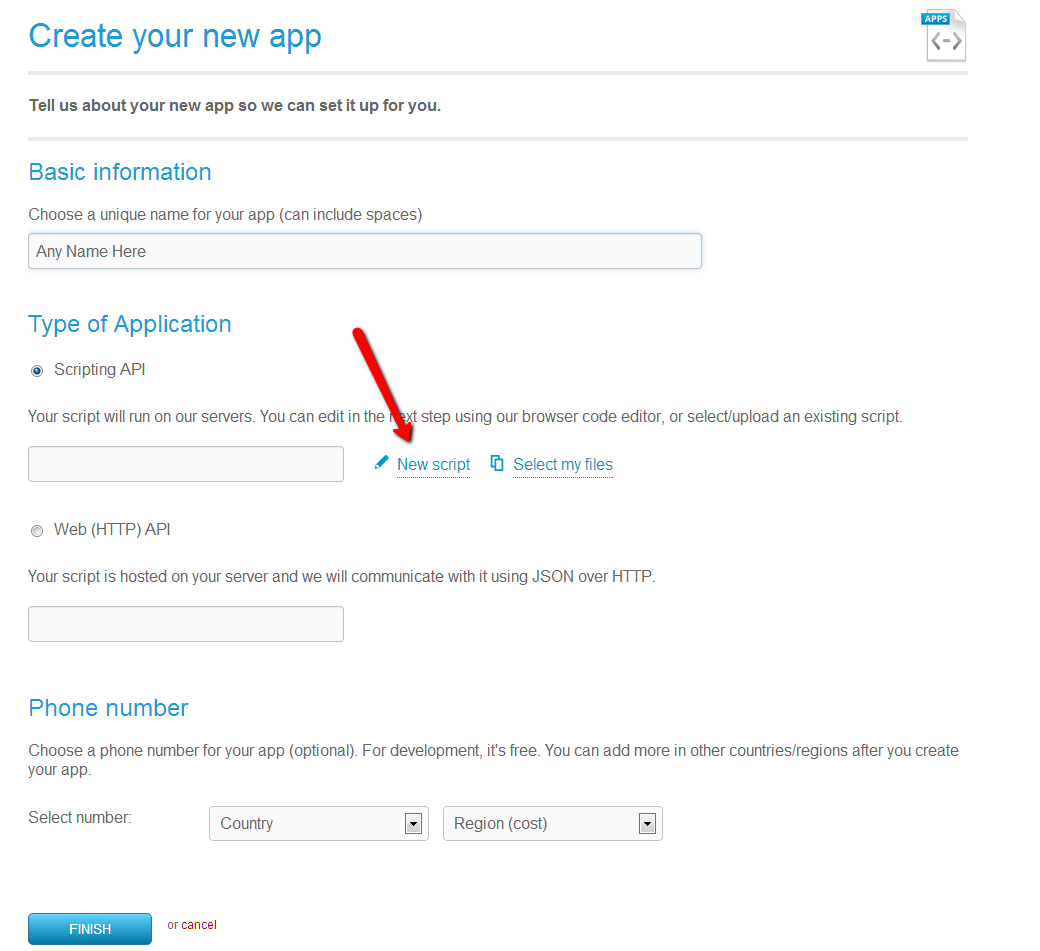 Create your new app
APPS
Tell us about your new app so we can set it up for you.
Basic information
Choose a unique name for your app (can include spaces)
Any Name Here
Type of Application
Scripting API
Your script will run on our servers. You can edit in the next step using our browser code editor, or select/upload an existing script.
New script Select my files
Web (HTTP) API
Your script is hosted on your server and we will communicate with it using JSON over HTTP.
Phone number
Choose a phone number for your app (optional). For development, it's free. You can add more in other countries/regions after you create
your app.
Select number: Country Region (cost)
FINISH or cancel